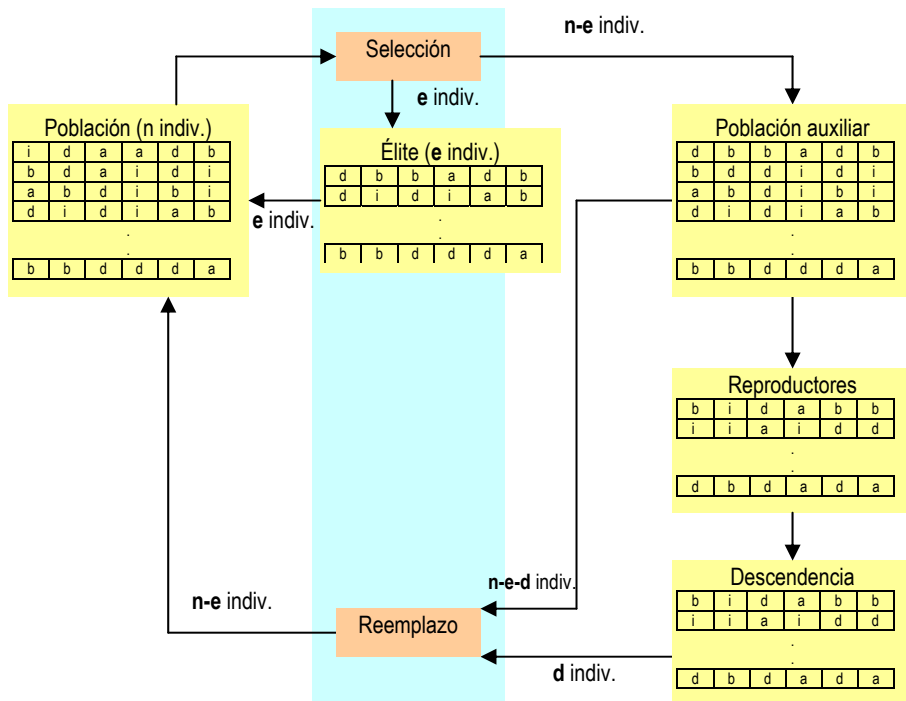 n-e indiv.
Selección
e indiv.
Población (n indiv.)
i d a a d b
b d a i d i
a b d i b i
d i d i a b
.
.
b b d d d a
Élite (e indiv.)
d b b a d b
d i d i a b
.
.
b b d d d a
e indiv.
Población auxiliar
d b b a d b
b d d i d i
a b d i b i
d i d i a b
.
.
b b d d d a
Reproductores
b i d a b b
i i a i d d
.
.
d b d a d a
Descendencia
b i d a b b
i i a i d d
.
.
d b d a d a
n-e-d indiv.
n-e indiv.
Reemplazo
d indiv.